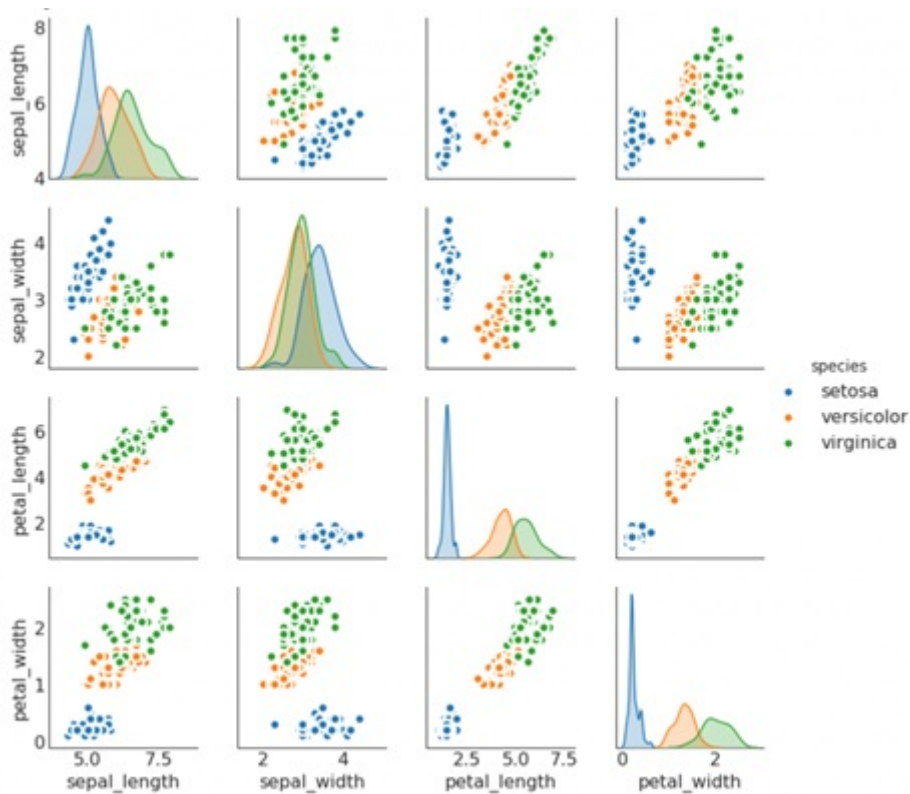 8
sepal_length
6
4
4
sepal_width
3
2
species
setosa
versicolor
virginica
6
petal_length
4
2
2
petal_width
1
0
5.0 7.5 2 4 2.5 5.0 7.5 0 2
sepal_length sepal_width petal_length petal_width